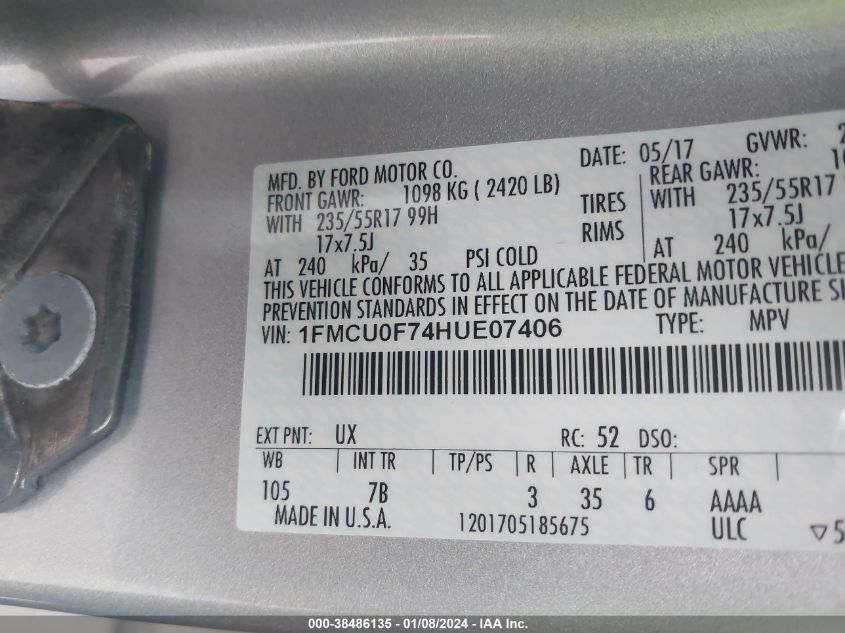 MFD. BY FORD MOTOR CO.
DATE: 05/17 GVWR: 2
FRONT GAWR: 1098 KG ( 2420 LB) REAR GAWR: 10
WITH 235/55R17 99H TIRES WITH 235/55R17
17x7.5J RIMS 17x7.5J
AT 240 kPa/ 35 PSI COLD AT 240 kPa/
THIS VEHICLE CONFORMS TO ALL APPLICABLE FEDERAL MOTOR VEHICLE
PREVENTION STANDARDS IN EFFECT ON THE DATE OF MANUFACTURE SH
VIN: 1FMCU0F74HUE07406 TYPE: MPV
EXT PNT: UX RC: 52 DSO:
WB INT TR TP/PS R AXLE TR SPR
105 7B 3 35 6 AAAA
MADE IN U.S.A. 1201705185675 ULC ▽5
000-38486135 - 01/08/2024 - IAA Inc.